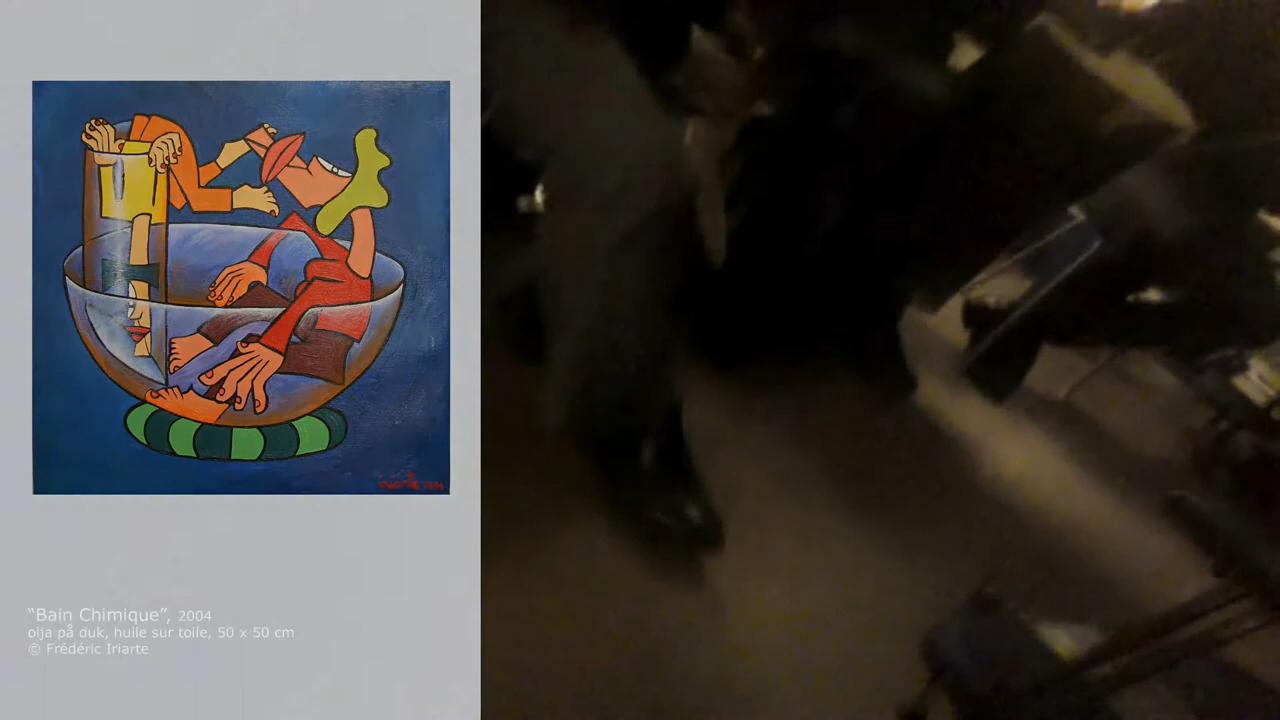 “Bain Chimique”, 2004
olja på duk, huile sur toile, 50 x 50 cm
© Frédéric Iriarte